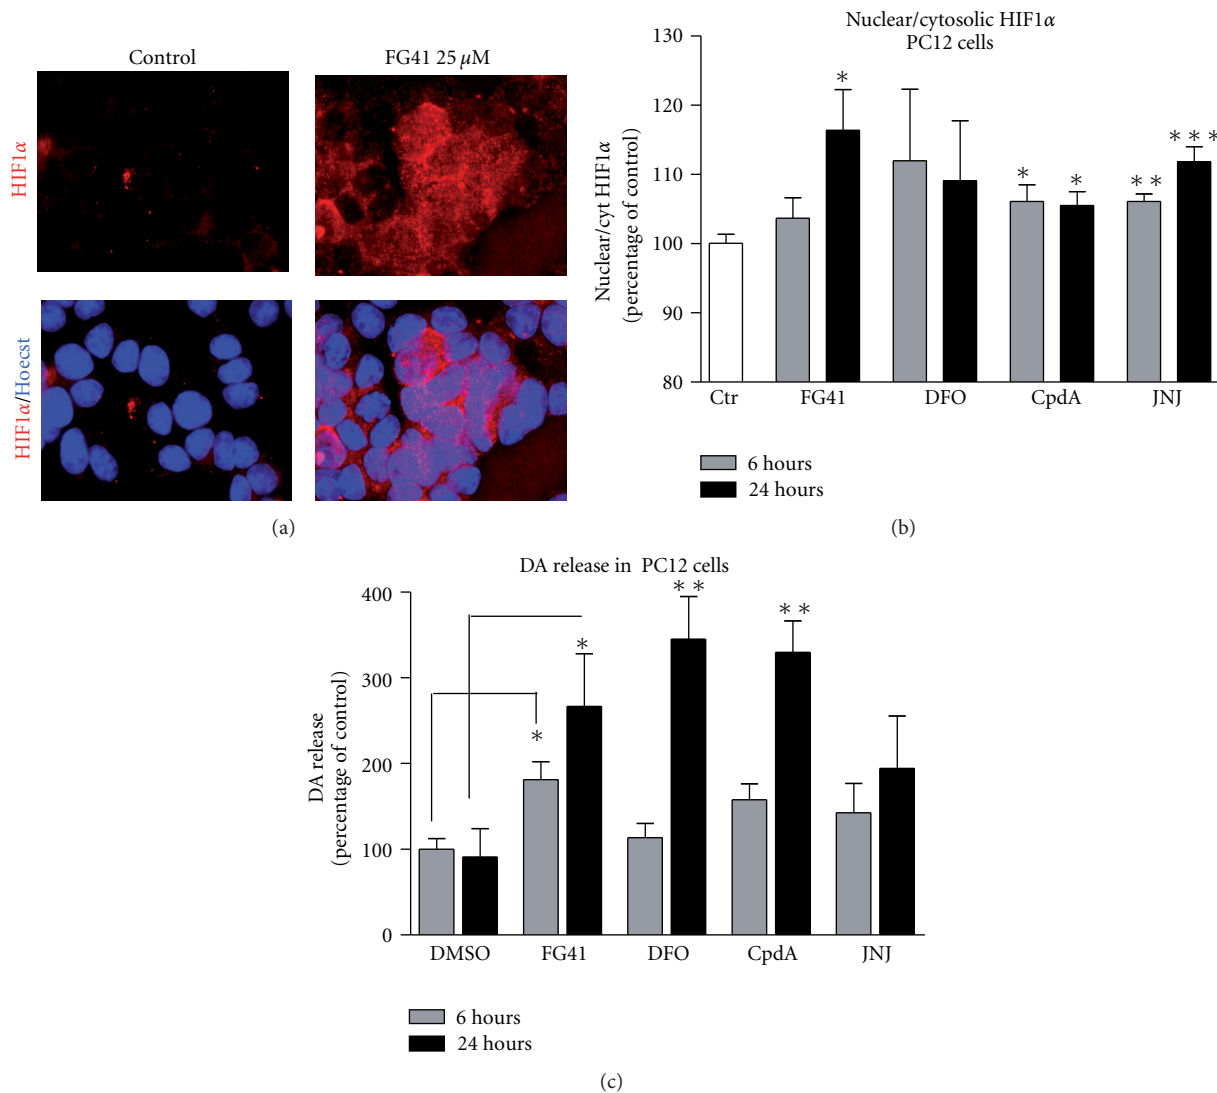 Control
FG41 25 μM
HIF1α
HIF1α/Hoecst
(a)
Nuclear/cytosolic HIF1α
PC12 cells
Nuclear/cyt HIF1α
(percentage of control)
130
120
110
100
90
80
*
*
*
* *
* * *
Ctr
FG41
DFO
CpdA
JNJ
6 hours
24 hours
(b)
DA release in PC12 cells
DA release
(percentage of control)
400
300
200
100
0
*
*
* *
* *
DMSO
FG41
DFO
CpdA
JNJ
6 hours
24 hours
(c)